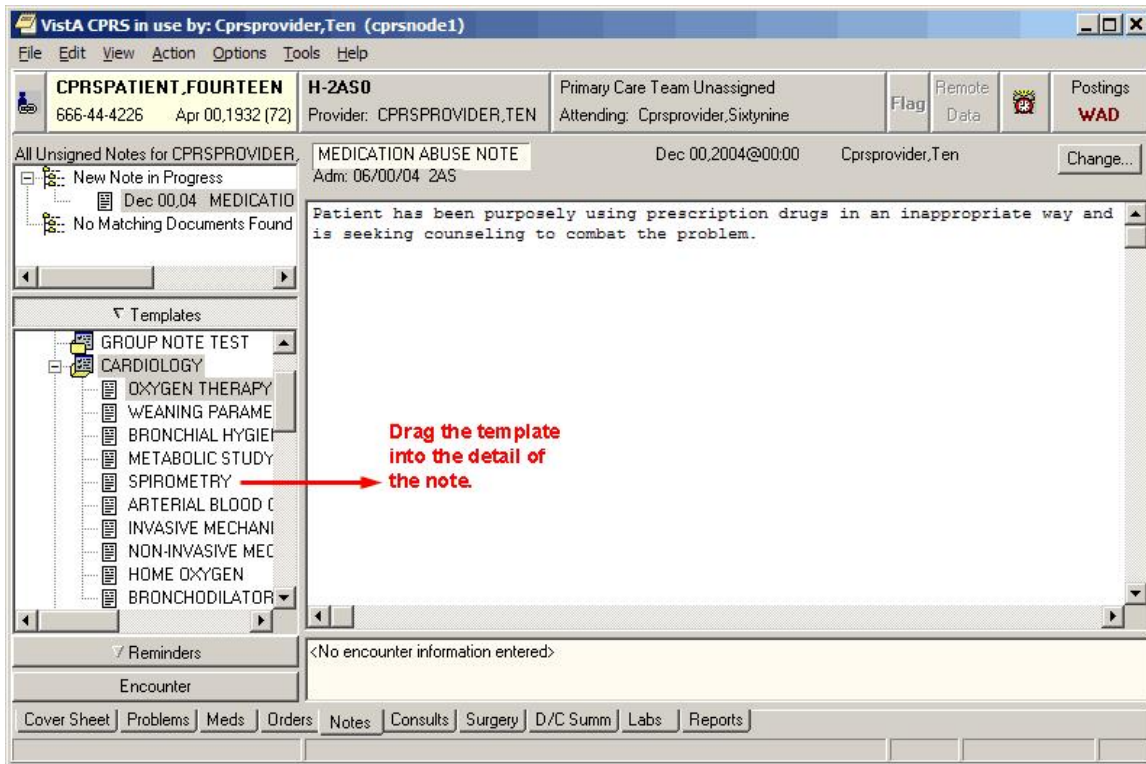 VistA CPRS in use by: Cprsprovider,Ten (cprsnode1)
File Edit View Action Options Tools Help
CPRSPATIENT,FOURTEEN
666-44-4226 Apr 00,1932 (72)
H-2AS0
Provider: CPRSPROVIDER,TEN
Primary Care Team Unassigned
Attending: Cprsprovider,Sixtynine
Flag
Remote
Data
Postings
WAD
All Unsigned Notes for CPRSPROVIDER,
New Note in Progress
Dec 00,04 MEDICATIO
No Matching Documents Found
MEDICATION ABUSE NOTE Dec 00,2004@00:00 Cprsprovider,Ten Change...
Adm: 06/00/04 2AS
Patient has been purposely using prescription drugs in an inappropriate way and
is seeking counseling to combat the problem.
Templates
GROUP NOTE TEST
CARDIOLOGY
OXYGEN THERAPY
WEANING PARAME
BRONCHIAL HYGIEI
METABOLIC STUDY
SPIROMETRY
ARTERIAL BLOOD C
INVASIVE MECHANI
NON-INVASIVE MEC
HOME OXYGEN
BRONCHODILATOR
Drag the template
into the detail of
the note.
Reminders
Encounter
<No encounter information entered>
Cover Sheet Problems Meds Orders Notes Consults Surgery D/C Summ Labs Reports